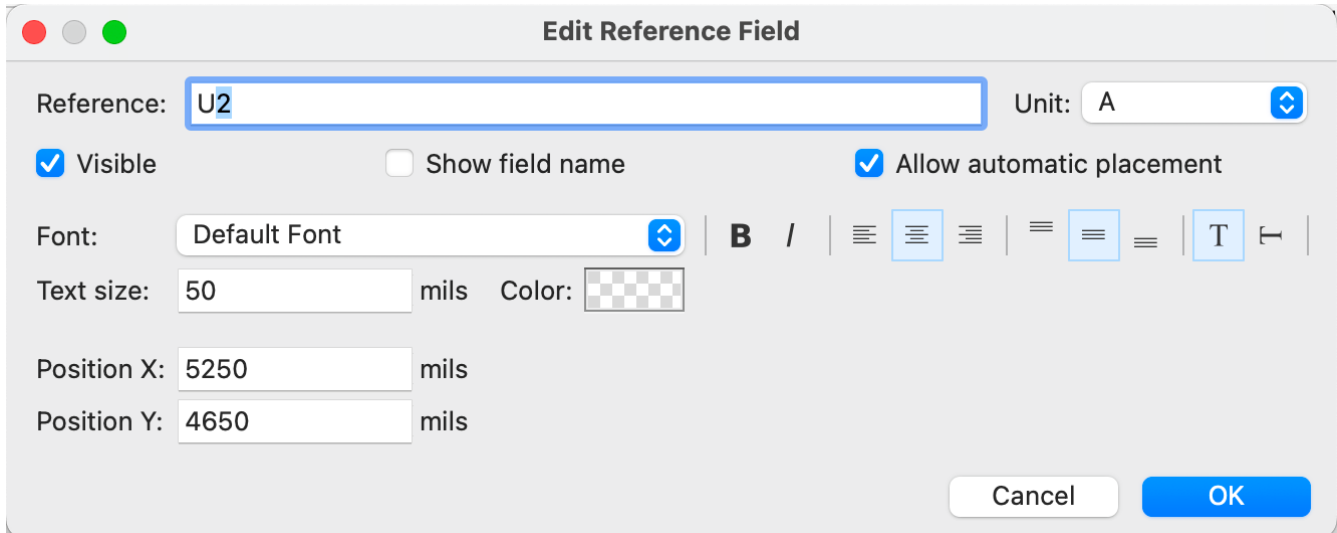 Edit Reference Field
Reference: U2 Unit: A
Visible Show field name Allow automatic placement
Font: Default Font B I T T
Text size: 50 mils Color:
Position X: 5250 mils
Position Y: 4650 mils
Cancel OK